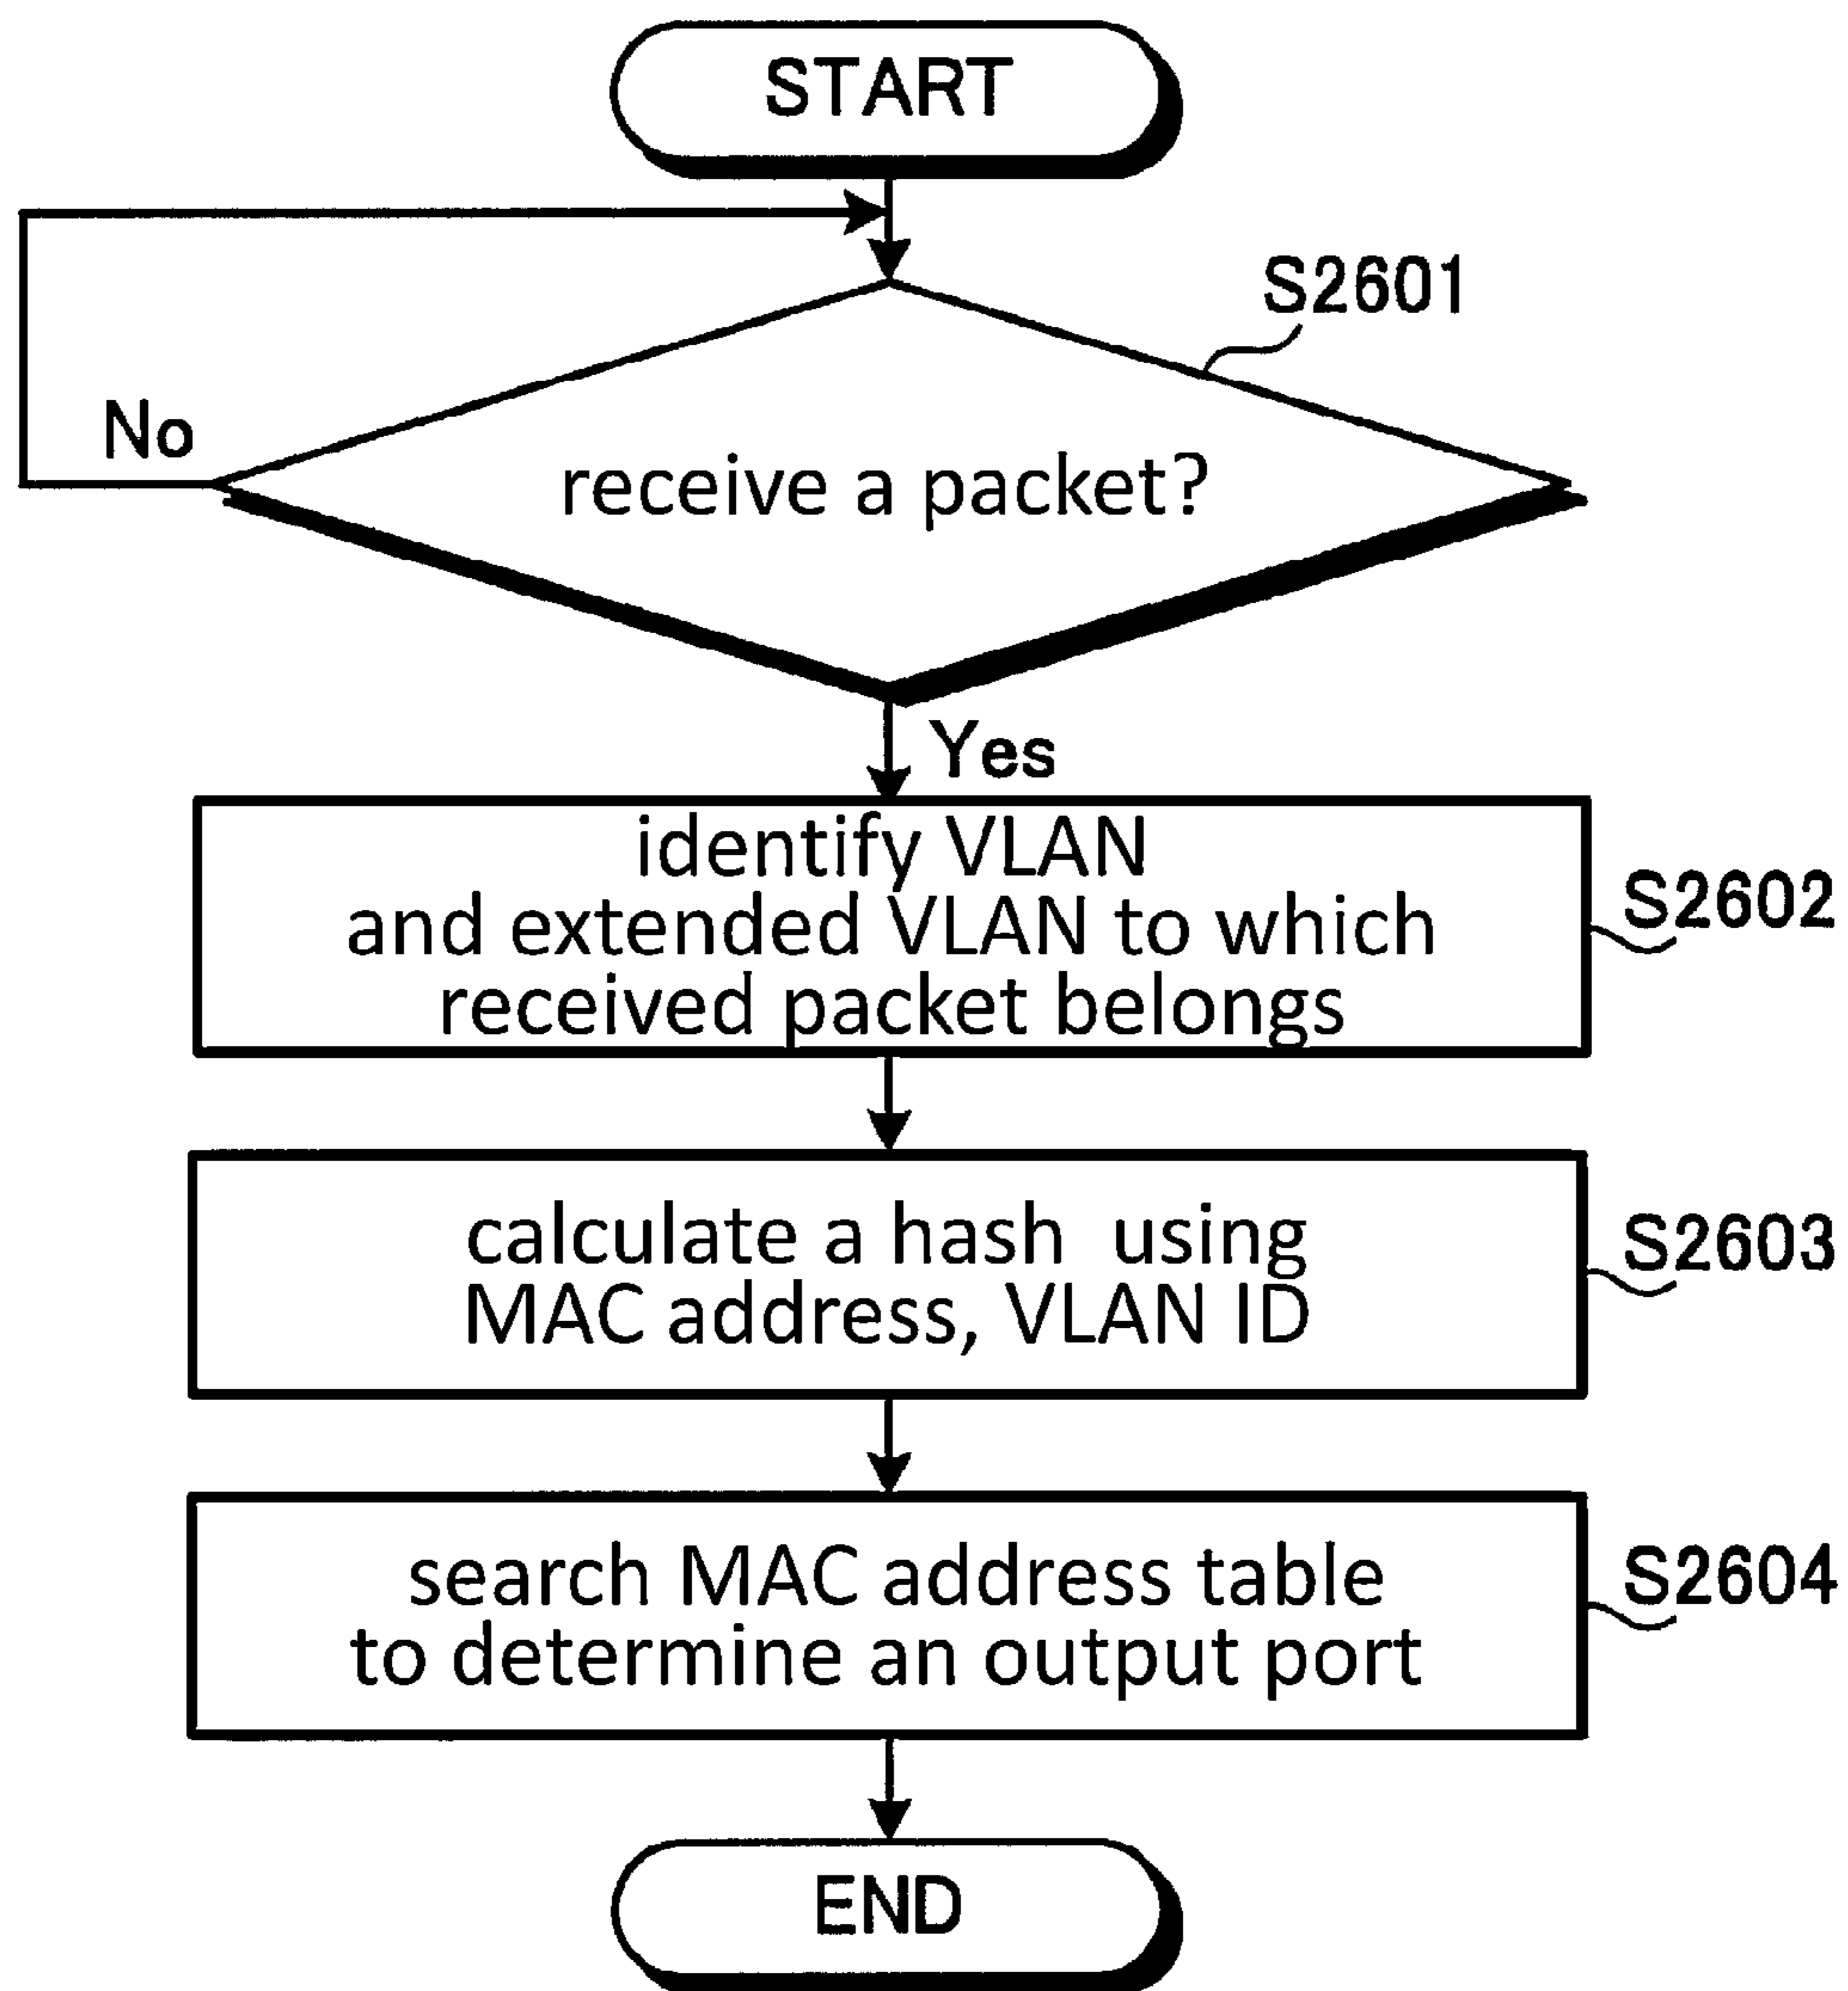 START
S2601
No
receive a packet?
Yes
identify VLAN
and extended VLAN to which
received packet belongs
S2602
calculate a hash using
MAC address, VLAN ID
S2603
search MAC address table
to determine an output port
S2604
END